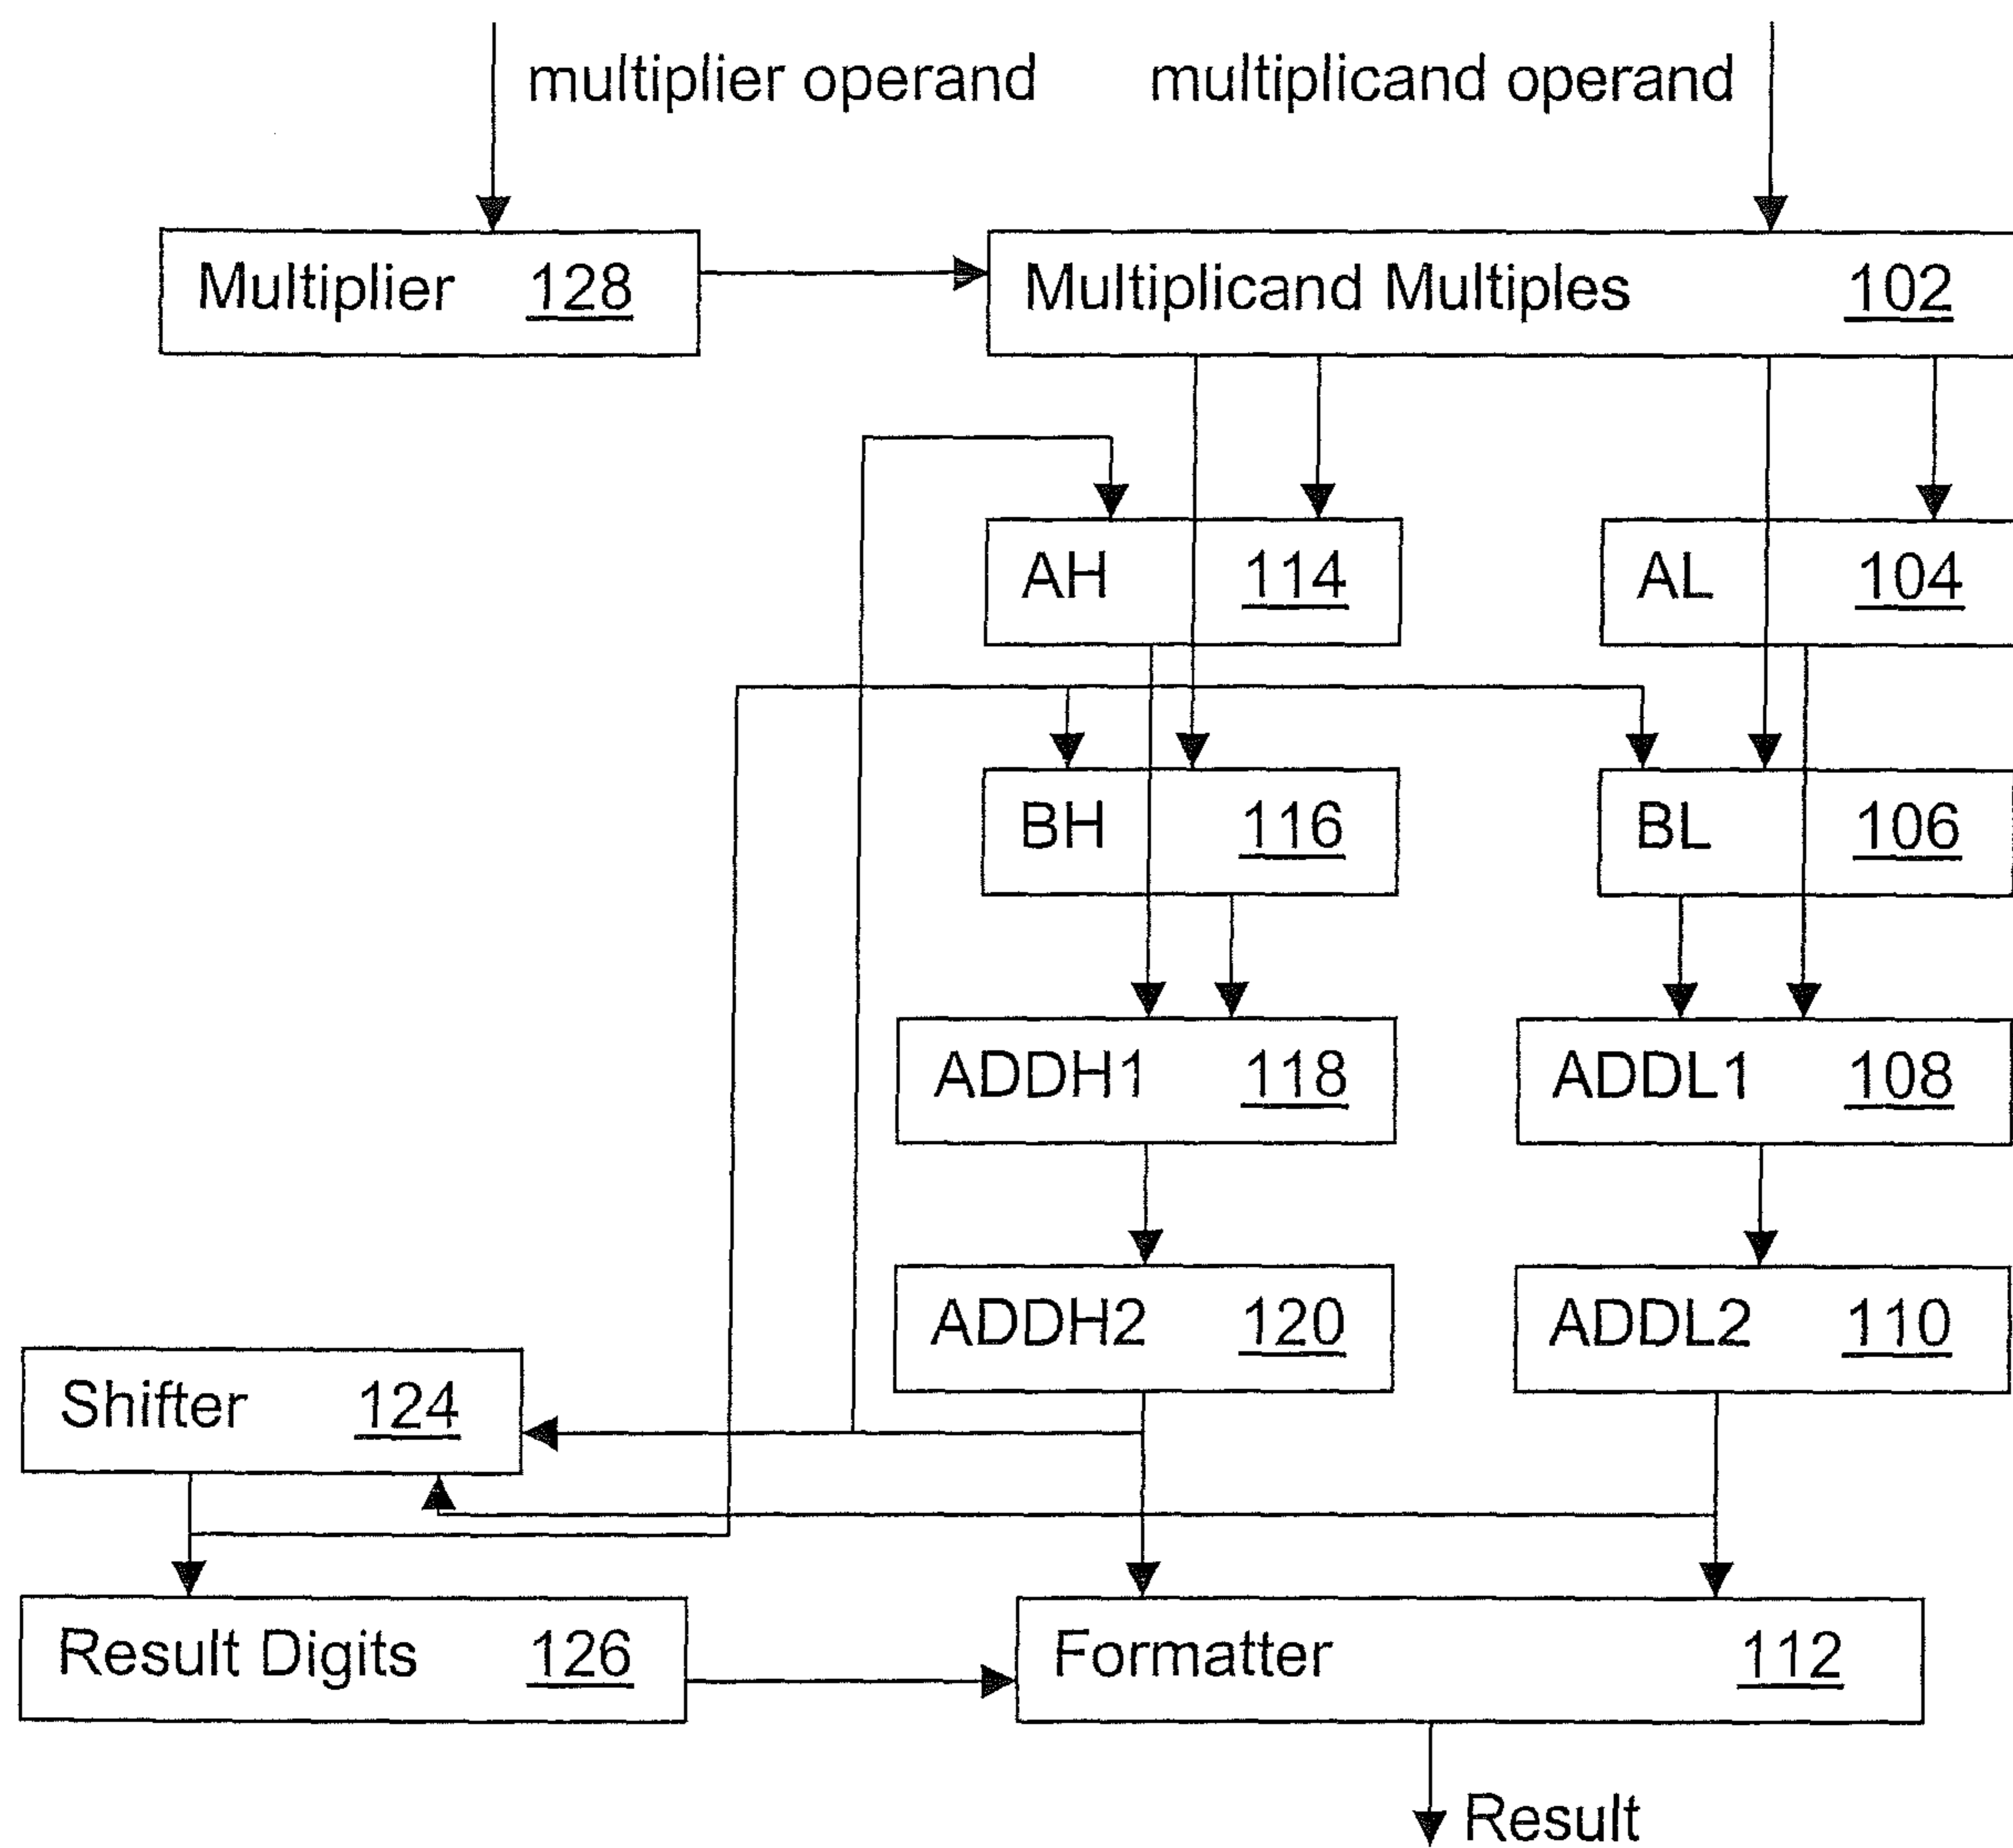 multiplier operand multiplicand operand
Multiplier 128 Multiplicand Multiples 102
AH 114 AL 104
BH 116 BL 106
ADDH1 118 ADDL1 108
ADDH2 120 ADDL2 110
Shifter 124
Result Digits 126 Formatter 112
Result